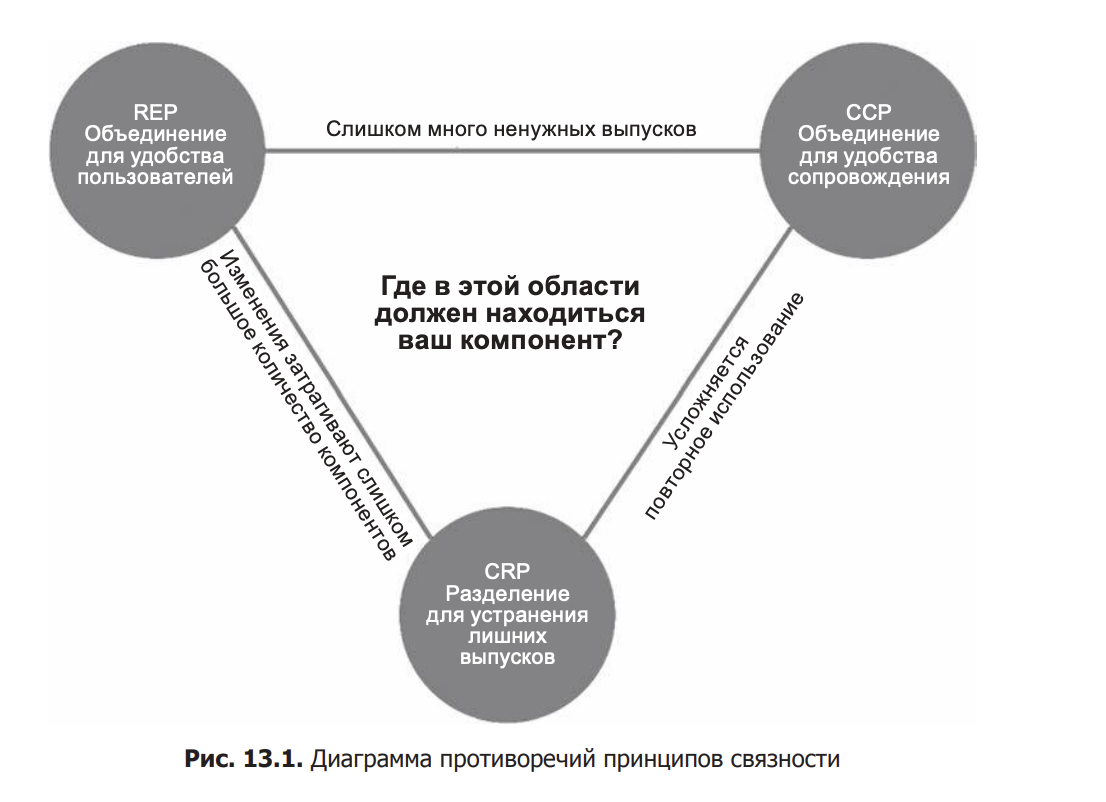 REP
Объединение
для удобства
пользователей
Слишком много ненужных выпусков
CCP
Объединение
для удобства
сопровождения
Где в этой области
должен находиться
ваш компонент?
Изменения затрагивают слишком
большое количество компонентов
Усложняется
повторное использование
CRP
Разделение
для устранения
лишних
выпусков
Рис. 13.1. Диаграмма противоречий принципов связности